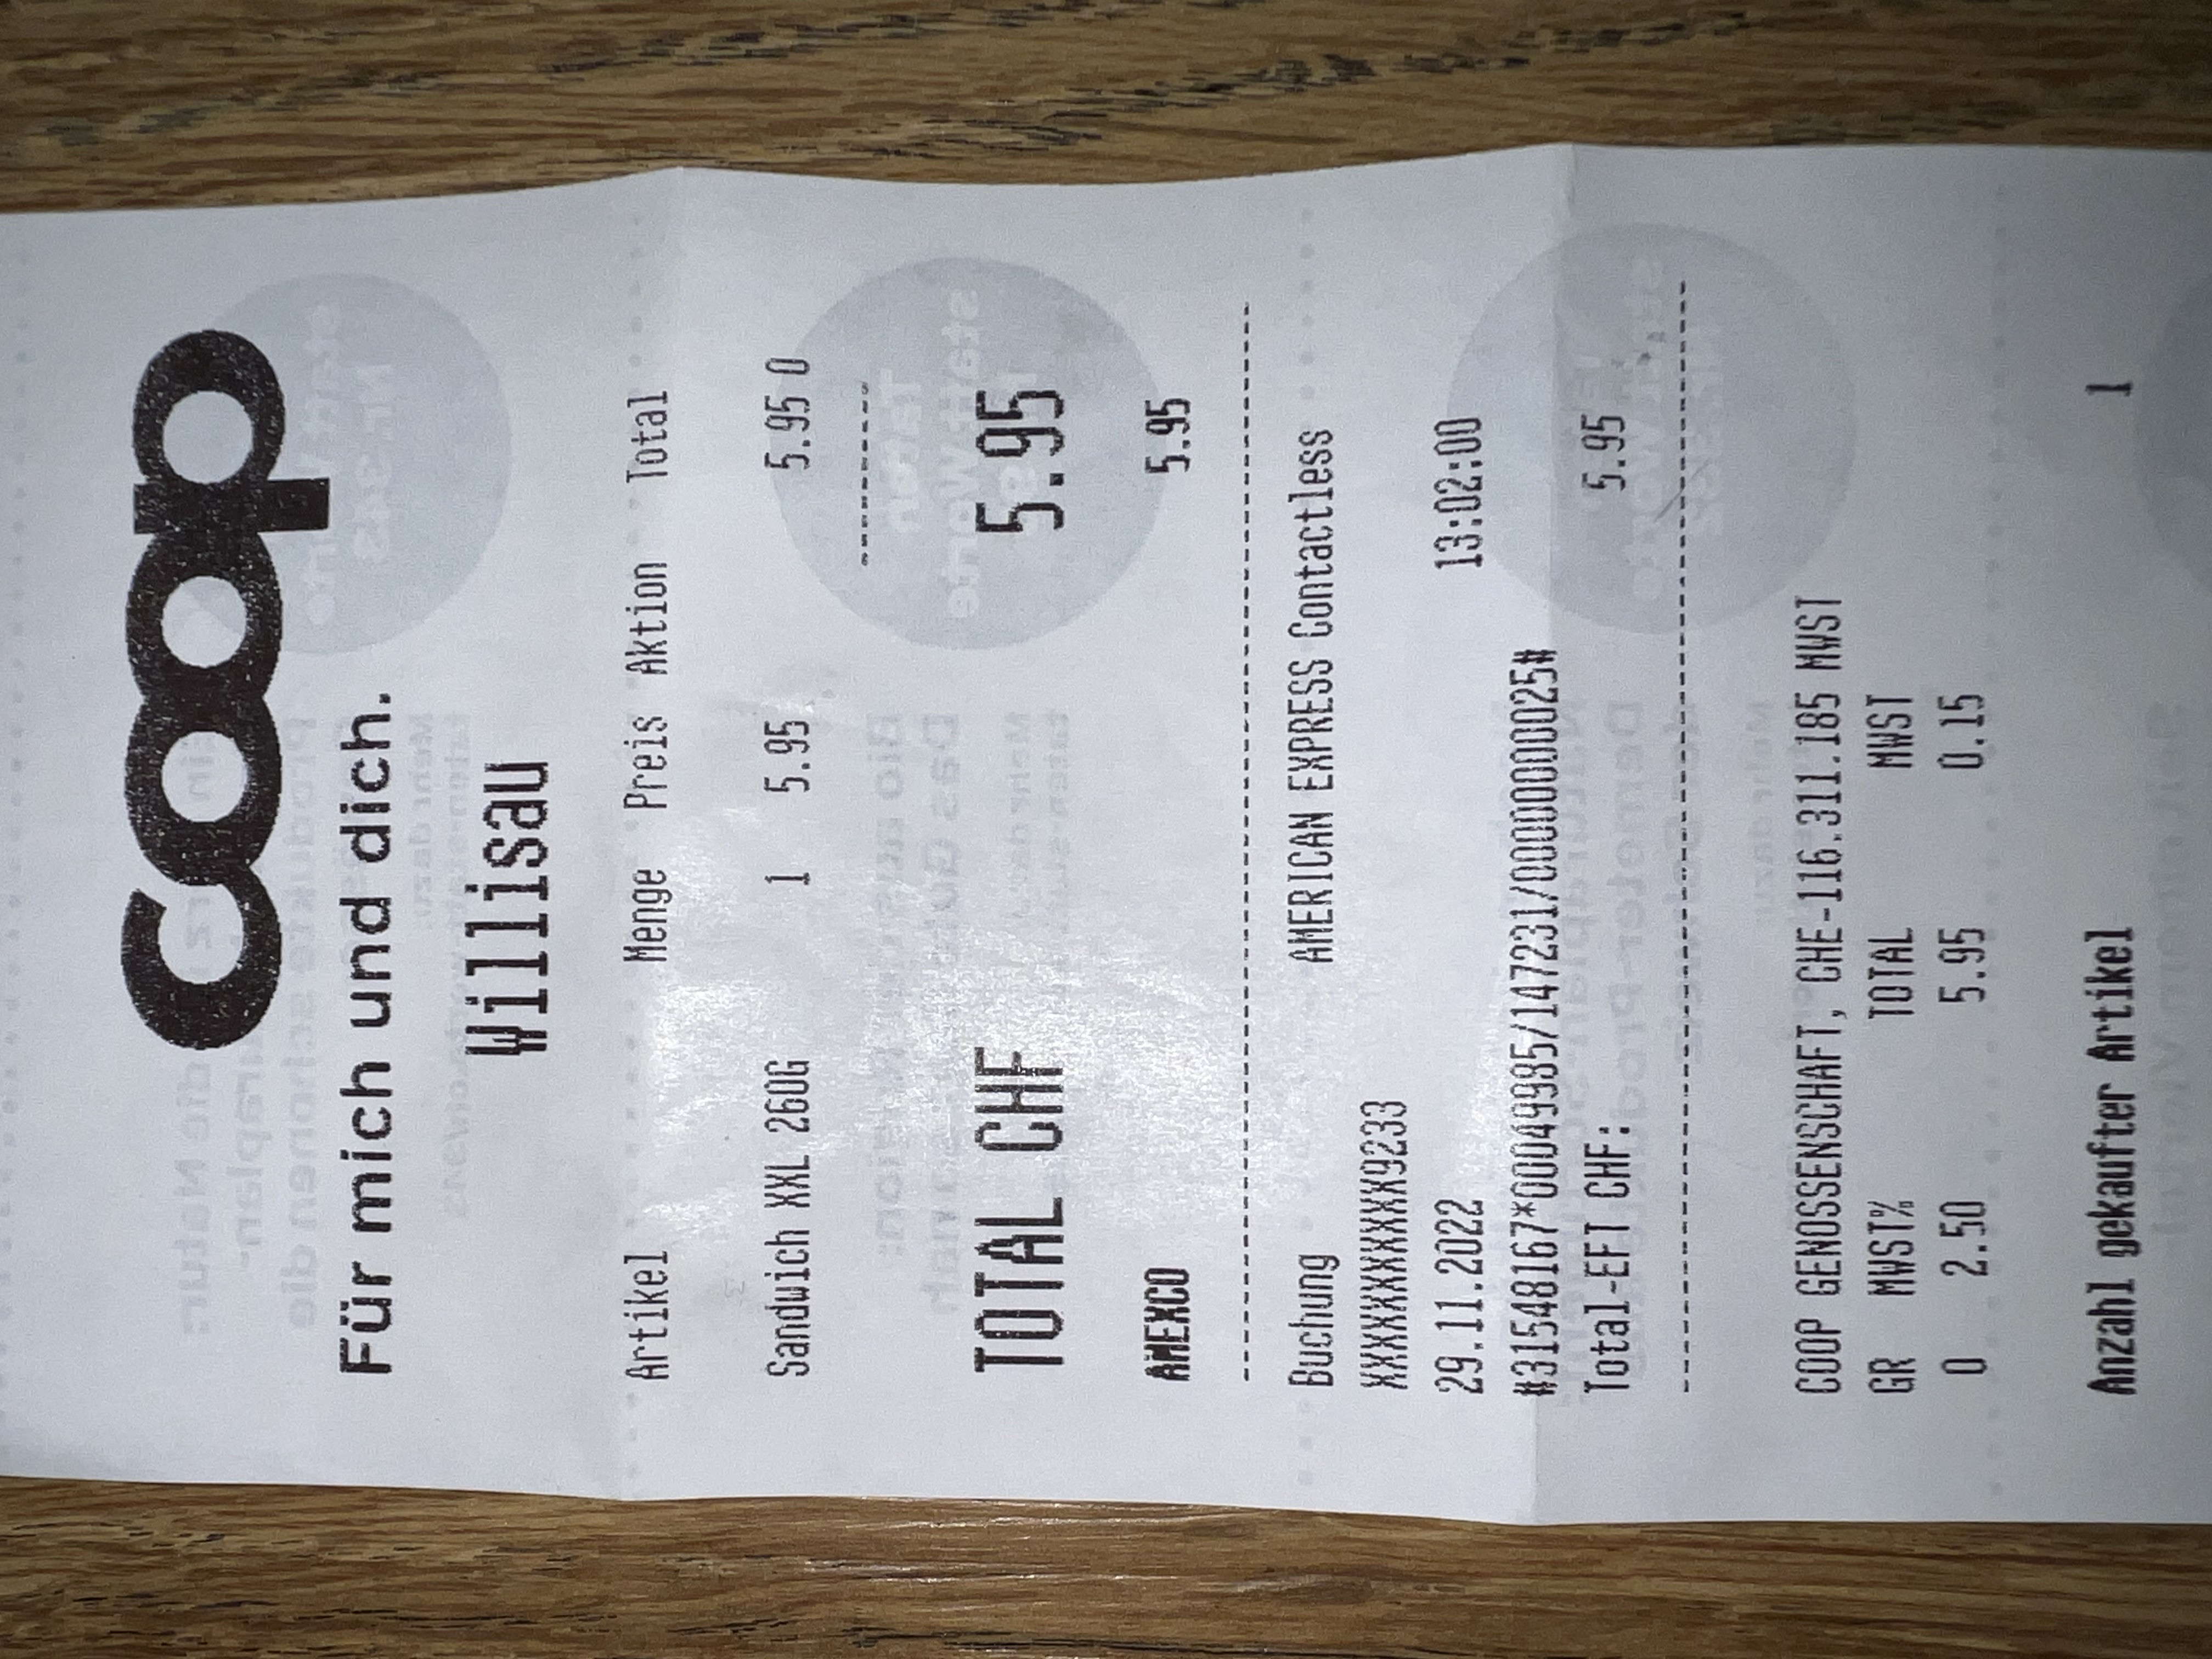 coop
Für mich und dich.
Willisau
Artikel Menge Preis Aktion Total
Sandwich XXL 260G 1 5.95 5.95 0
TOTAL CHF 5.95
AMEXCO 5.95
Buchung AMERICAN EXPRESS Contactless
XXXXXXXXXXX9233
29.11.2022 13:02:00
#31548167*00049985/147231/00000000025#
Total-EFT CHF: 5.95
COOP GENOSSENSCHAFT, CHE-116.311.185 MWST
GR MWST% TOTAL MWST
0 2.50 5.95 0.15
Anzahl gekaufter Artikel 1